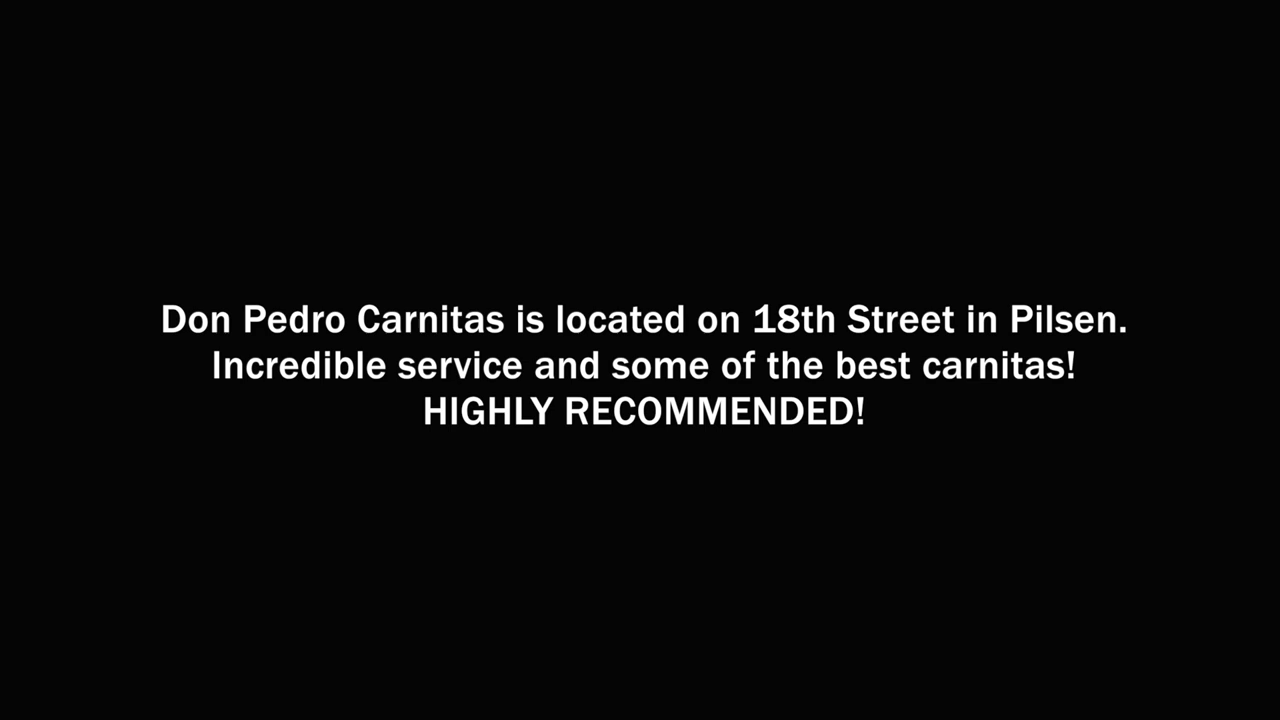 Don Pedro Carnitas is located on 18th Street in Pilsen.
Incredible service and some of the best carnitas!
HIGHLY RECOMMENDED!